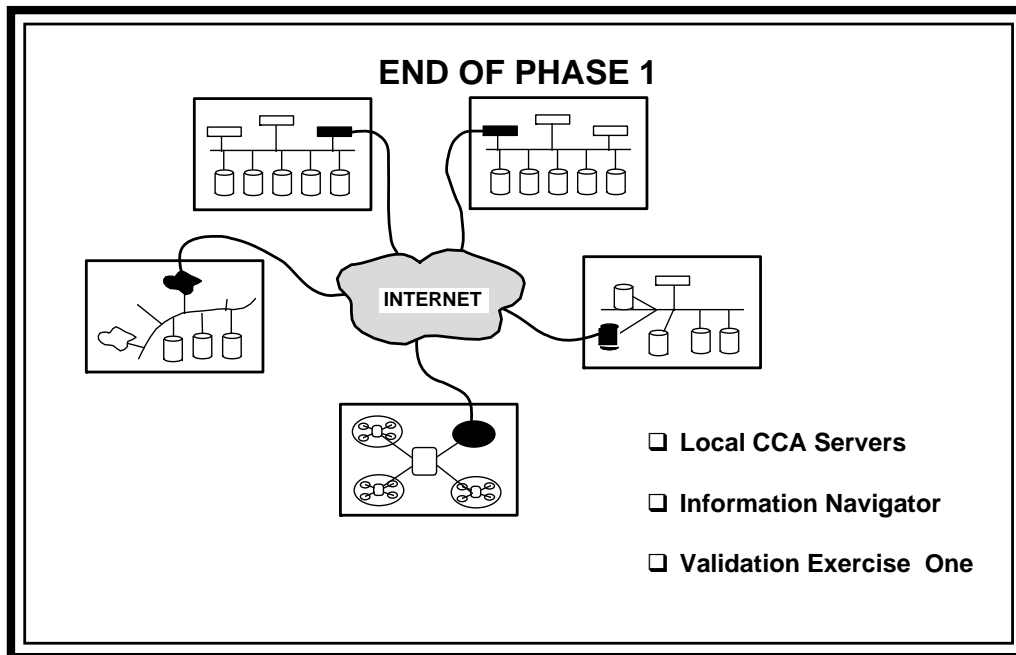 END OF PHASE 1
INTERNET
❑ Local CCA Servers
❑ Information Navigator
❑ Validation Exercise One